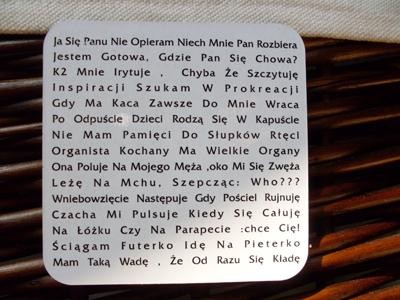 Ja Się Panu Nie Opieram Niech Mnie Pan Rozbiera
Jestem Gotowa, Gdzie Pan Się Chowa?
K2 Mnie Irytuje , Chyba Że Szczytuję
Inspiracji Szukam W Prokreacji
Gdy Ma Kaca Zawsze Do Mnie Wraca
Po Odpuście Dzieci Rodzą Się W Kapuście
Nie Mam Pamięci Do Słupków Rtęci
Organista Kochany Ma Wielkie Organy
Ona Poluje Na Mojego Męża ,oko Mi Się Zwęża
Leżę Na Mchu, Szepcząc: Who???
Wniebowzięcie Następuje Gdy Pościel Rujnuję
Czacha Mi Pulsuje Kiedy Się Całuję
Na Łóżku Czy Na Parapecie :chce Cię!
Ściągam Futerko Idę Na Pieterko
Mam Taką Wadę , Że Od Razu Się Kładę